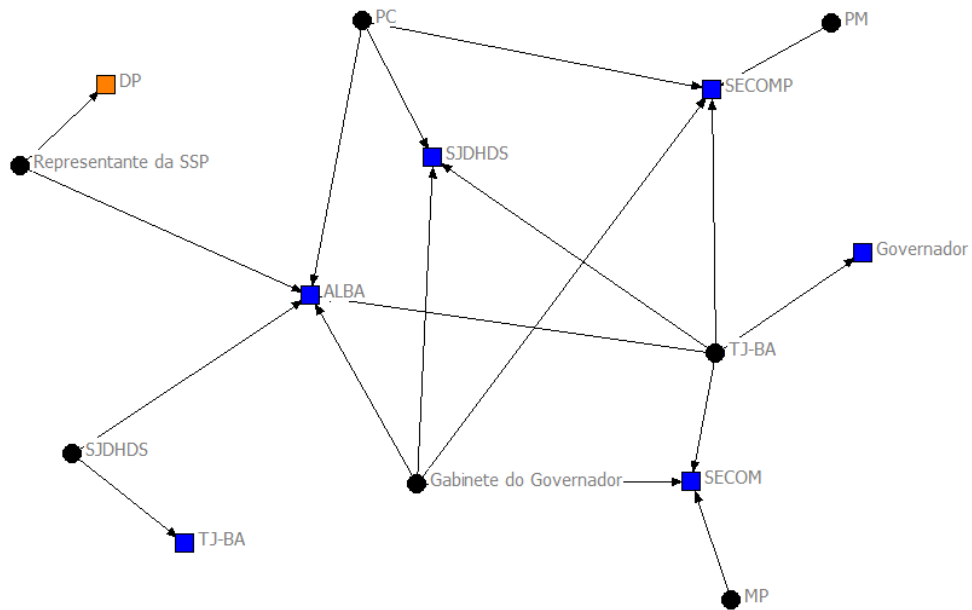 PC
PM
DP
SECOMP
SJDHDS
Representante da SSP
Governador
ALBA
TJ-BA
SJDHDS
Gabinete do Governador
SECOM
TJ-BA
MP